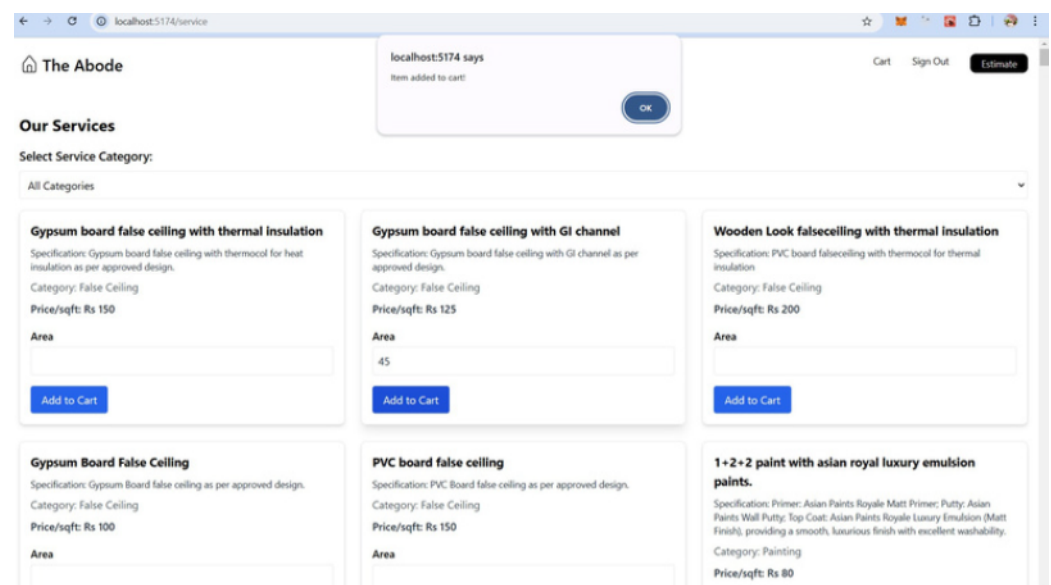 localhost:5174/service
The Abode
localhost:5174 says
Item added to cart!
OK
Cart Sign Out Estimate
Our Services
Select Service Category:
All Categories
Gypsum board false ceiling with thermal insulation
Specification: Gypsum board false ceiling with thermocol for heat
insulation as per approved design.
Category: False Ceiling
Price/sqft: Rs 150
Area
Add to Cart
Gypsum board false ceiling with GI channel
Specification: Gypsum board false ceiling with GI channel as per
approved design.
Category: False Ceiling
Price/sqft: Rs 125
Area
45
Add to Cart
Wooden Look falseceiling with thermal insulation
Specification: PVC board falseceiling with thermocol for thermal
insulation
Category: False Ceiling
Price/sqft: Rs 200
Area
Add to Cart
Gypsum Board False Ceiling
Specification: Gypsum Board false ceiling as per approved design.
Category: False Ceiling
Price/sqft: Rs 100
Area
PVC board false ceiling
Specification: PVC Board false ceiling as per approved design.
Category: False Ceiling
Price/sqft: Rs 150
Area
1+2+2 paint with asian royal luxury emulsion
paints.
Specification: Primer: Asian Paints Royale Matt Primer; Putty: Asian
Paints Wall Putty; Top Coat: Asian Paints Royale Luxury Emulsion (Matt
Finish), providing a smooth, luxurious finish with excellent washability.
Category: Painting
Price/sqft: Rs 80